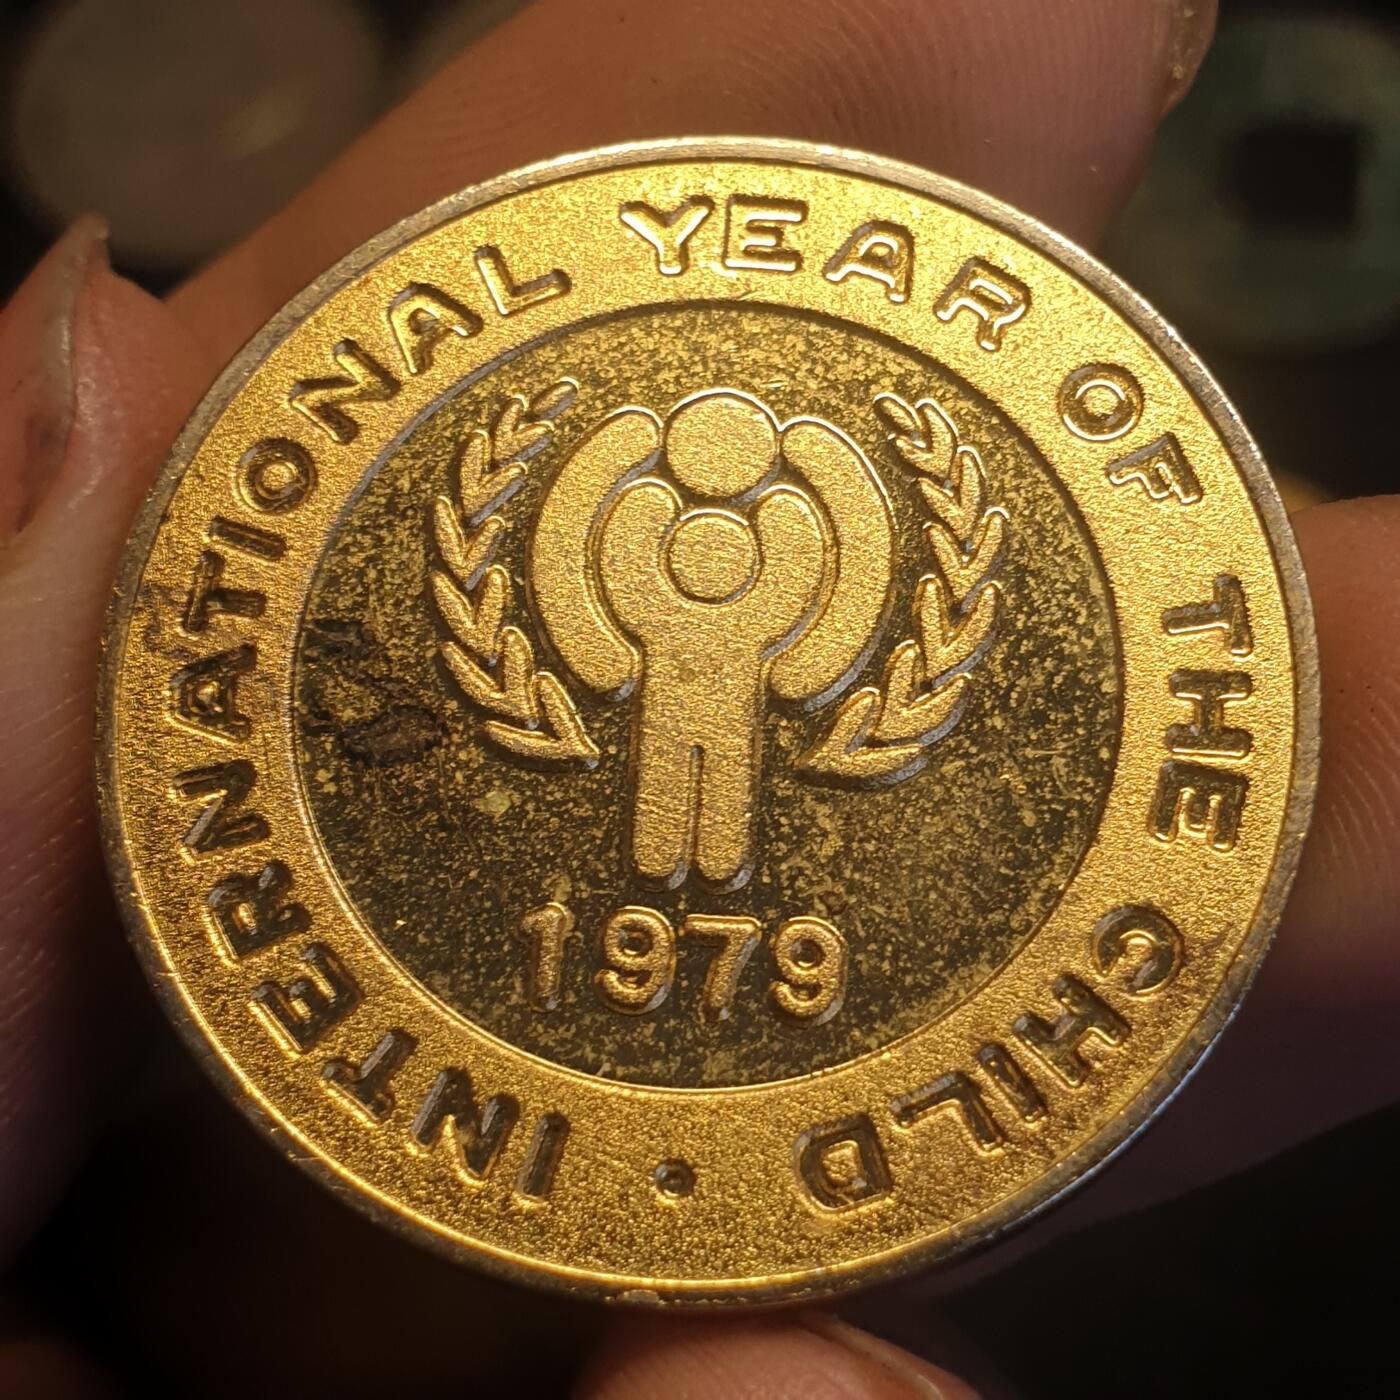 INTERNATIONAL YEAR OF THE CHILD •
1979